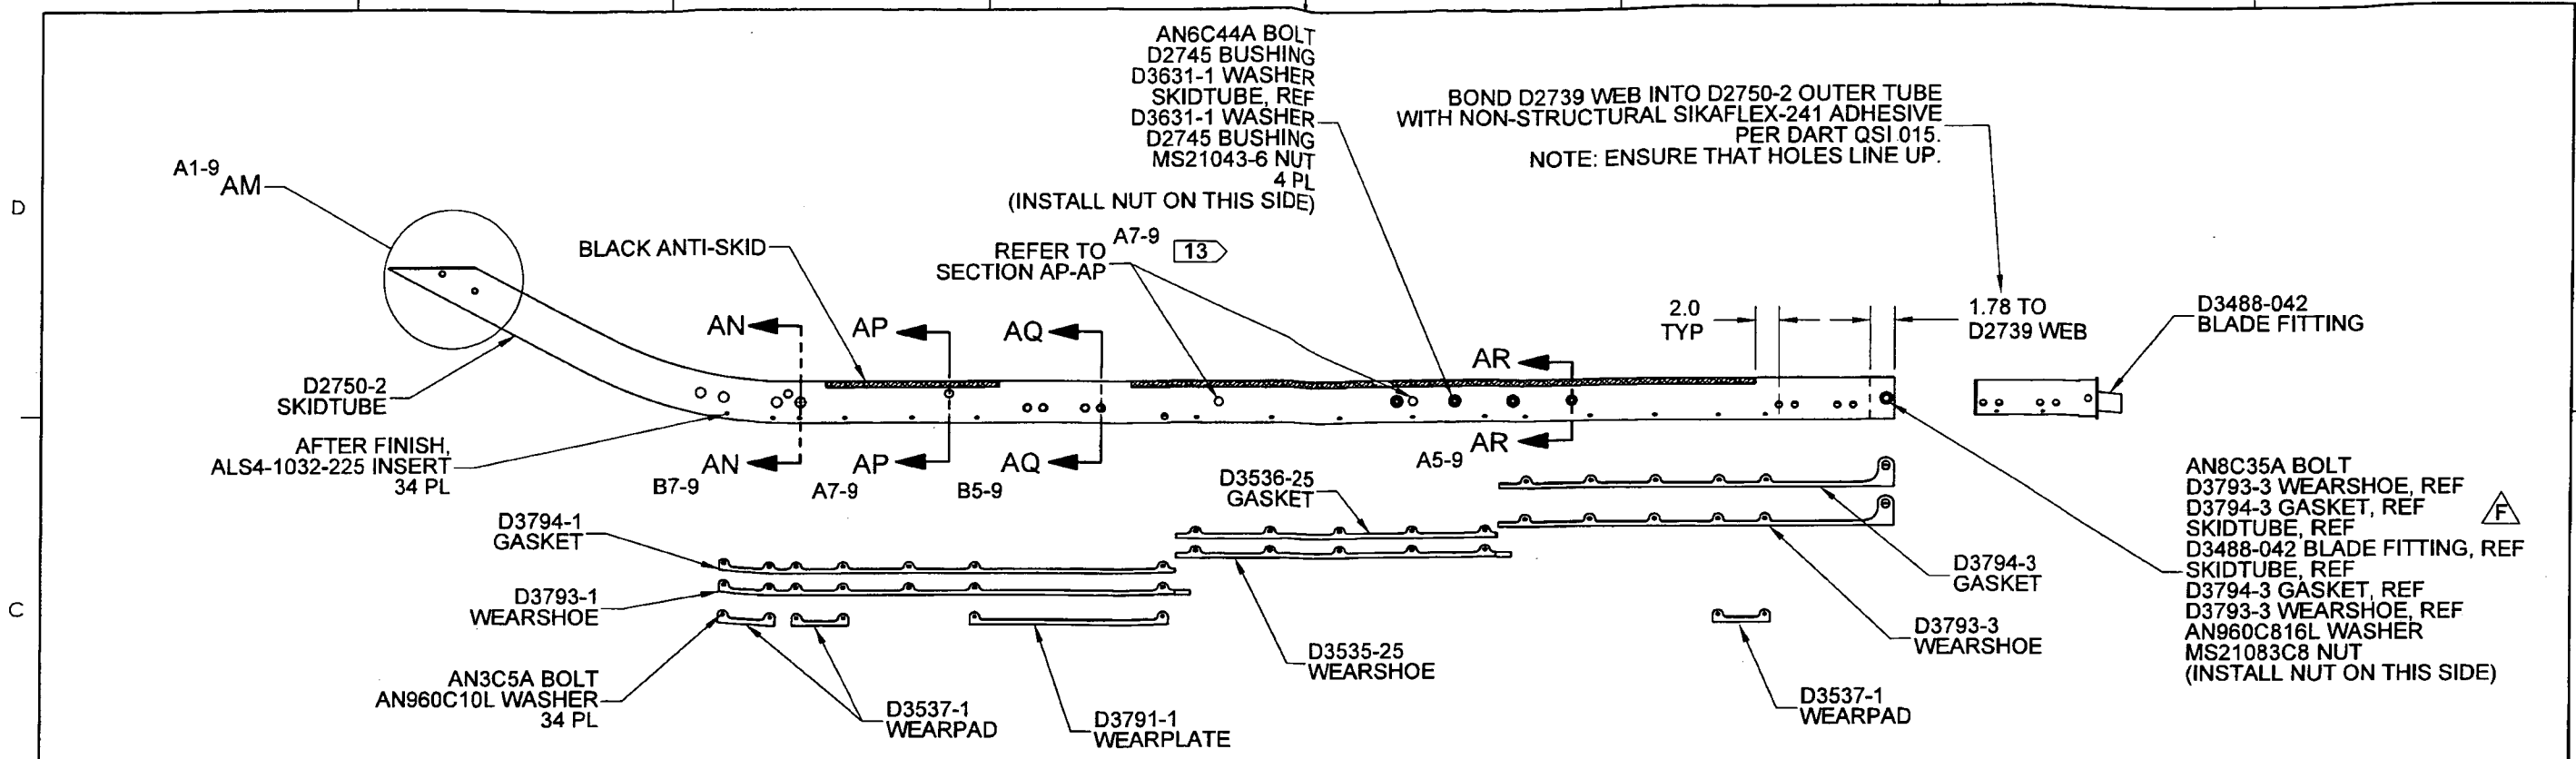 AN6C44A BOLT
D2745 BUSHING
D3631-1 WASHER
SKIDTUBE, REF
D3631-1 WASHER
D2745 BUSHING
MS21043-6 NUT
4 PL
(INSTALL NUT ON THIS SIDE)
BOND D2739 WEB INTO D2750-2 OUTER TUBE
WITH NON-STRUCTURAL SIKAFLEX-241 ADHESIVE
PER DART QSI 015.
NOTE: ENSURE THAT HOLES LINE UP.
A1-9
AM
D
BLACK ANTI-SKID
REFER TO
SECTION AP-AP
A7-9
13
2.0
TYP
1.78 TO
D2739 WEB
D3488-042
BLADE FITTING
AN
AP
AQ
AR
D2750-2
SKIDTUBE
AFTER FINISH,
ALS4-1032-225 INSERT
34 PL
AN
AP
AQ
AR
B7-9
A7-9
B5-9
A5-9
D3536-25
GASKET
AN8C35A BOLT
D3793-3 WEARSHOE, REF
D3794-3 GASKET, REF
SKIDTUBE, REF
D3488-042 BLADE FITTING, REF
SKIDTUBE, REF
D3794-3 GASKET, REF
D3793-3 WEARSHOE, REF
AN960C816L WASHER
MS21083C8 NUT
(INSTALL NUT ON THIS SIDE)
F
D3794-1
GASKET
D3794-3
GASKET
C
D3793-1
WEARSHOE
D3793-3
WEARSHOE
D3535-25
WEARSHOE
AN3C5A BOLT
AN960C10L WASHER
34 PL
D3537-1
WEARPAD
D3791-1
WEARPLATE
D3537-1
WEARPAD